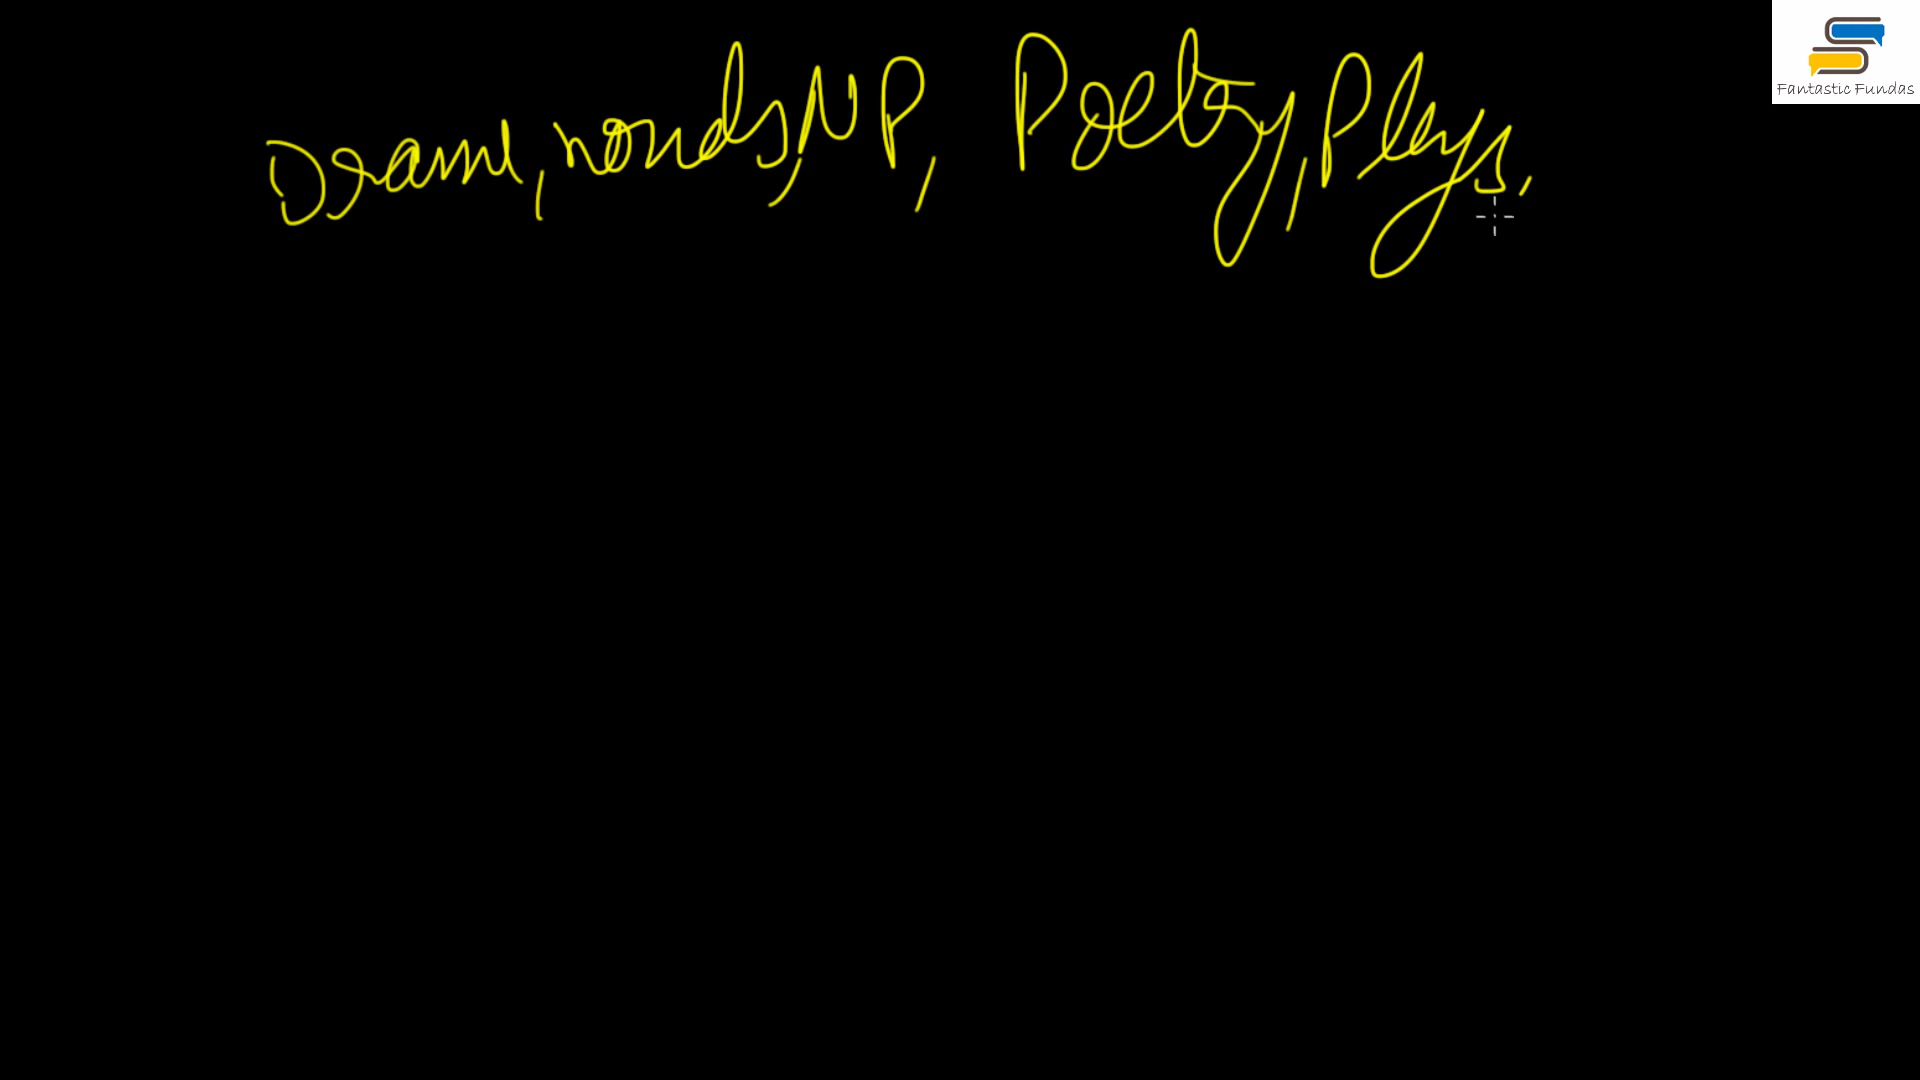 Drama, novels, NP, Poetry, Plays,
Fantastic Fundas